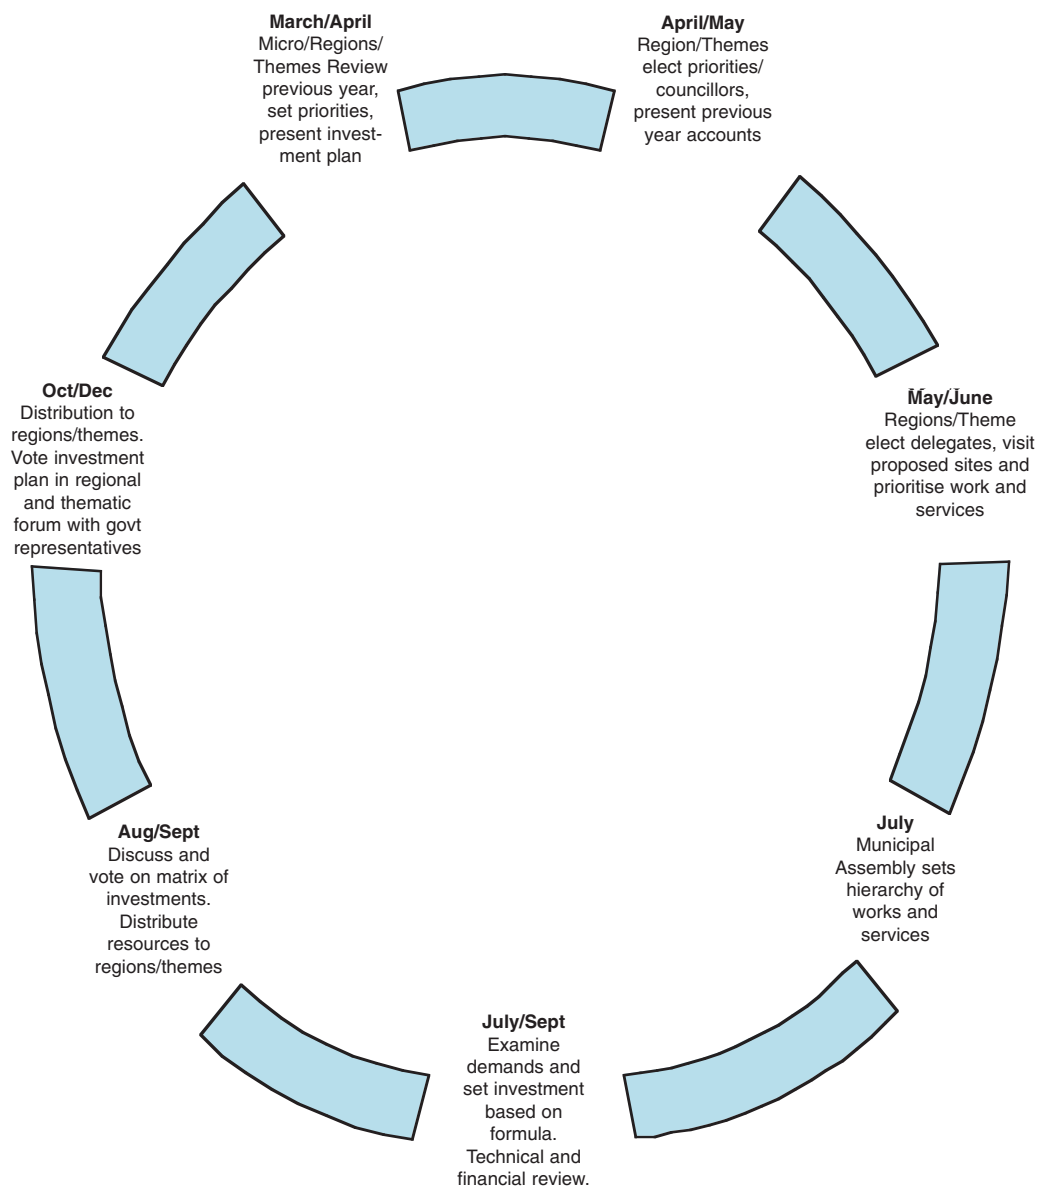 March/April
Micro/Regions/
Themes Review
previous year,
set priorities,
present invest-
ment plan
April/May
Region/Themes
elect priorities/
councillors,
present previous
year accounts
May/June
Regions/Theme
elect delegates, visit
proposed sites and
prioritise work and
services
July
Municipal
Assembly sets
hierarchy of
works and
services
July/Sept
Examine
demands and
set investment
based on
formula.
Technical and
financial review.
Aug/Sept
Discuss and
vote on matrix of
investments.
Distribute
resources to
regions/themes
Oct/Dec
Distribution to
regions/themes.
Vote investment
plan in regional
and thematic
forum with govt
representatives